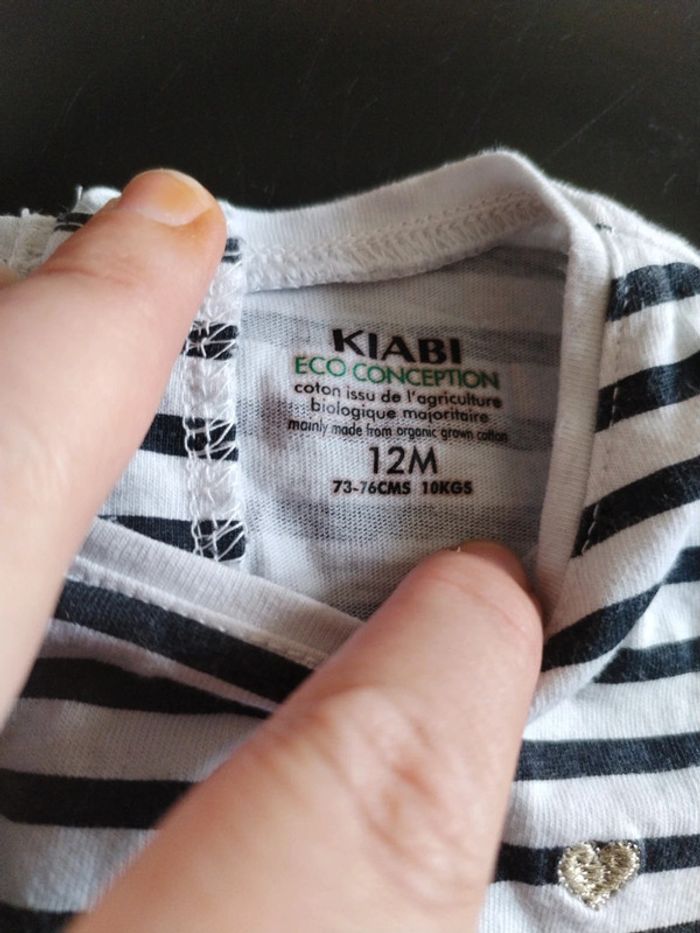 KIABI
ECO CONCEPTION
coton issu de l'agriculture
biologique majoritaire
mainly made from organic grown cotton
12M
73-76CMS 10KGS